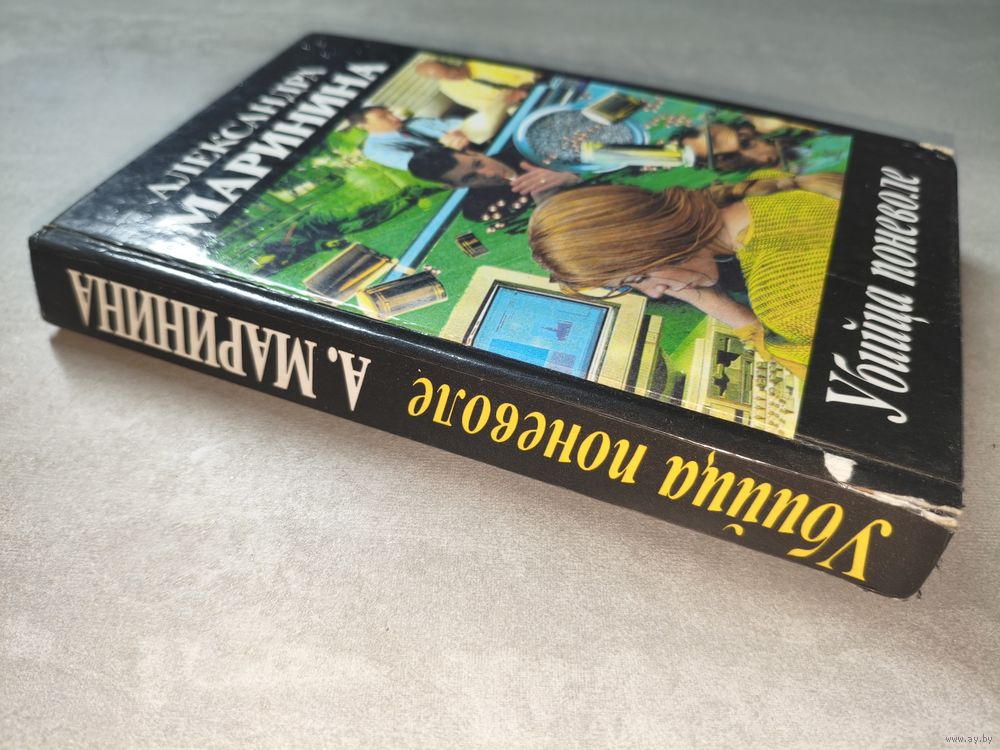 АЛЕКСАНДРА
МАРИНИНА
Убийца поневоле
А. МАРИНИНА
Убийца поневоле
www.ay.by